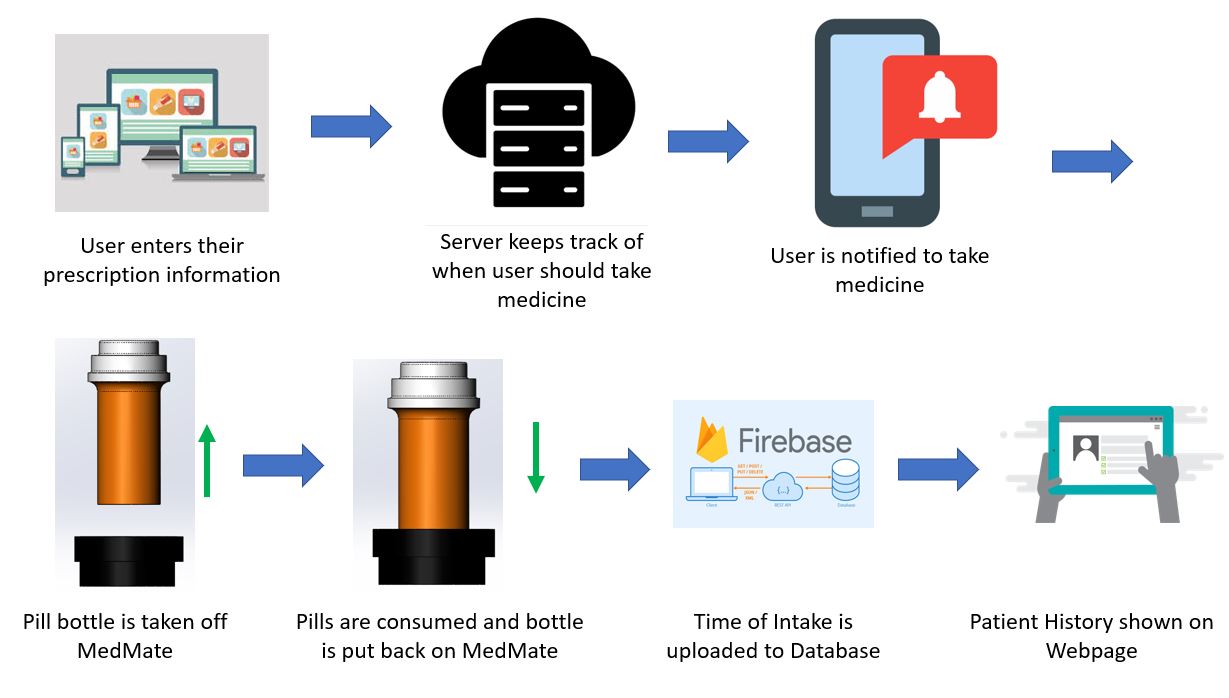 User enters their
prescription information
Server keeps track of
when user should take
medicine
User is notified to take
medicine
Firebase
GET / POST /
PUT / DELETE
JSON /
XML
{...}
Client
REST API
Database
Pill bottle is taken off
MedMate
Pills are consumed and bottle
is put back on MedMate
Time of Intake is
uploaded to Database
Patient History shown on
Webpage